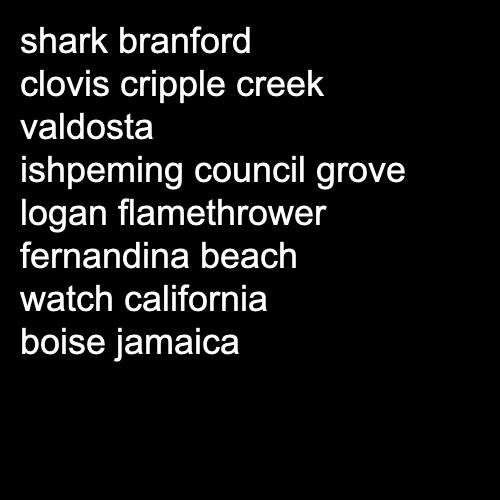 shark branford
clovis cripple creek
valdosta
ishpeming council grove
logan flamethrower
fernandina beach
watch california
boise jamaica